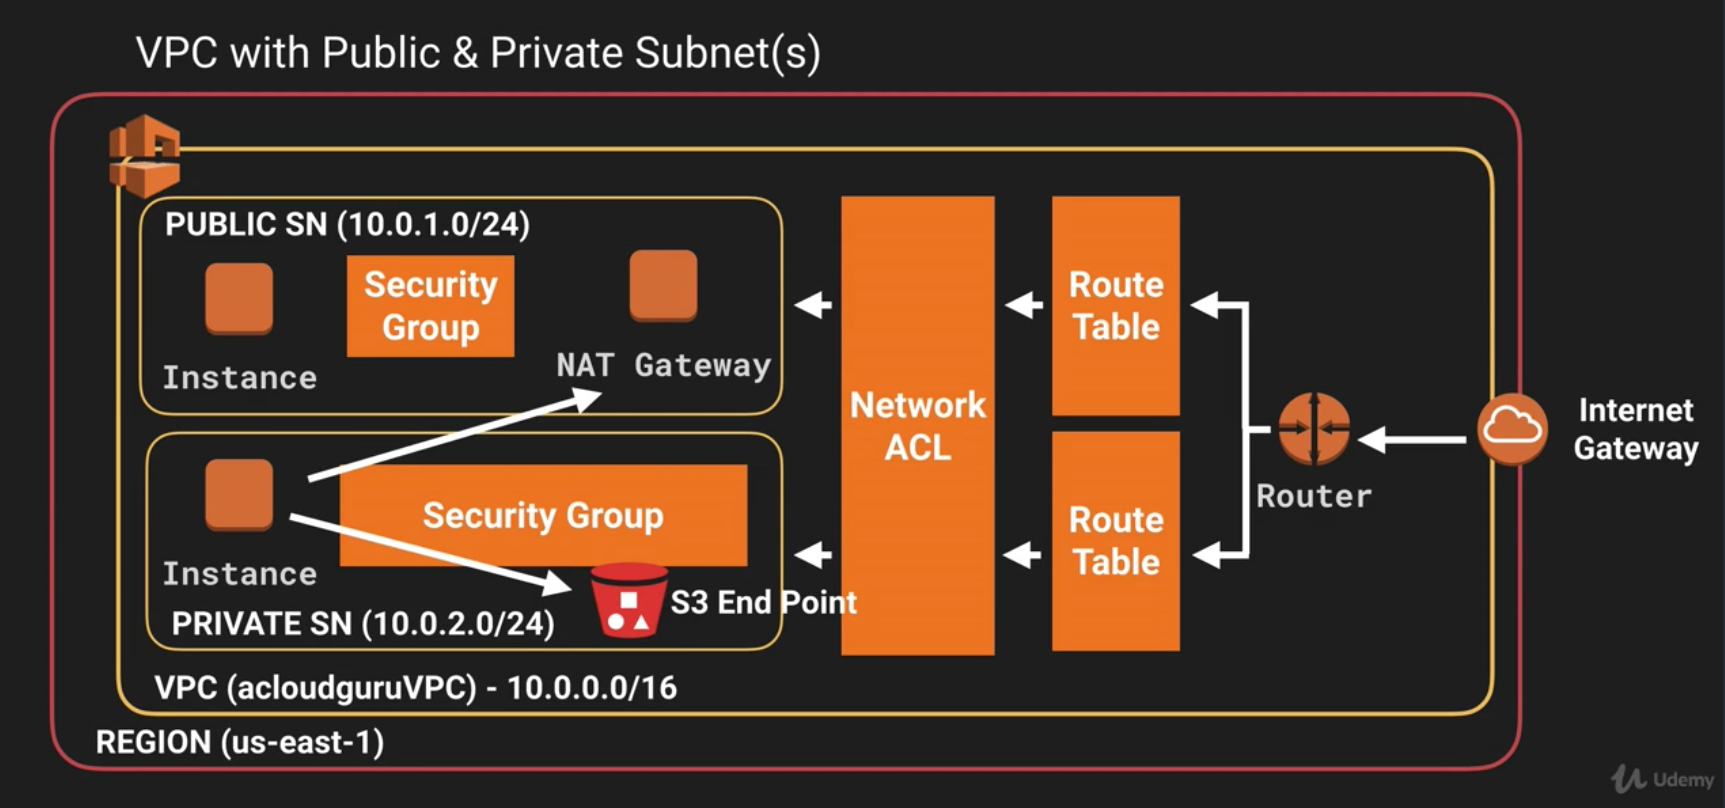 VPC with Public & Private Subnet(s)
PUBLIC SN (10.0.1.0/24)
Security
Group
Instance
NAT Gateway
Security Group
Instance
S3 End Point
PRIVATE SN (10.0.2.0/24)
Network
ACL
Route
Table
Route
Table
Router
Internet
Gateway
VPC (acloudguruVPC) - 10.0.0.0/16
REGION (us-east-1)
Udemy